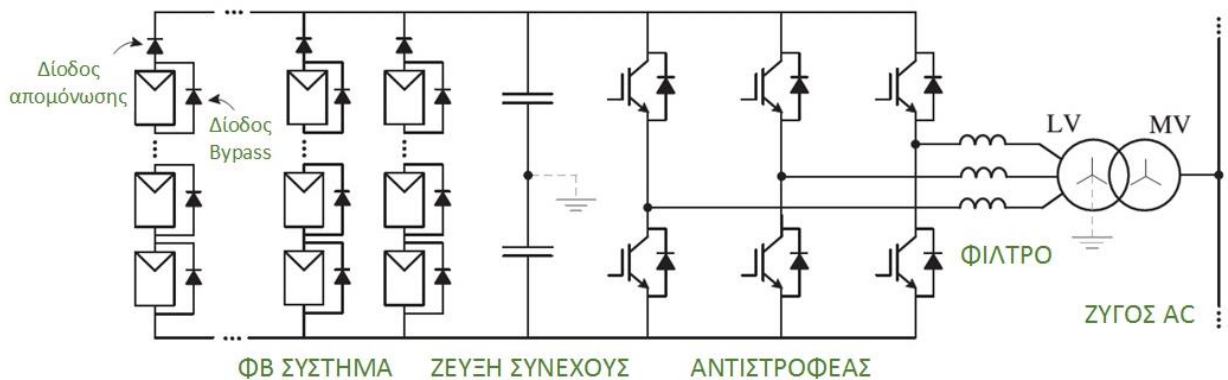 Δίοδος
απομόνωσης
Δίοδος
Bypass
LV
MV
ΦΙΛΤΡΟ
ΖΥΓΟΣ AC
ΦΒ ΣΥΣΤΗΜΑ
ΖΕΥΞΗ ΣΥΝΕΧΟΥΣ
ΑΝΤΙΣΤΡΟΦΕΑΣ